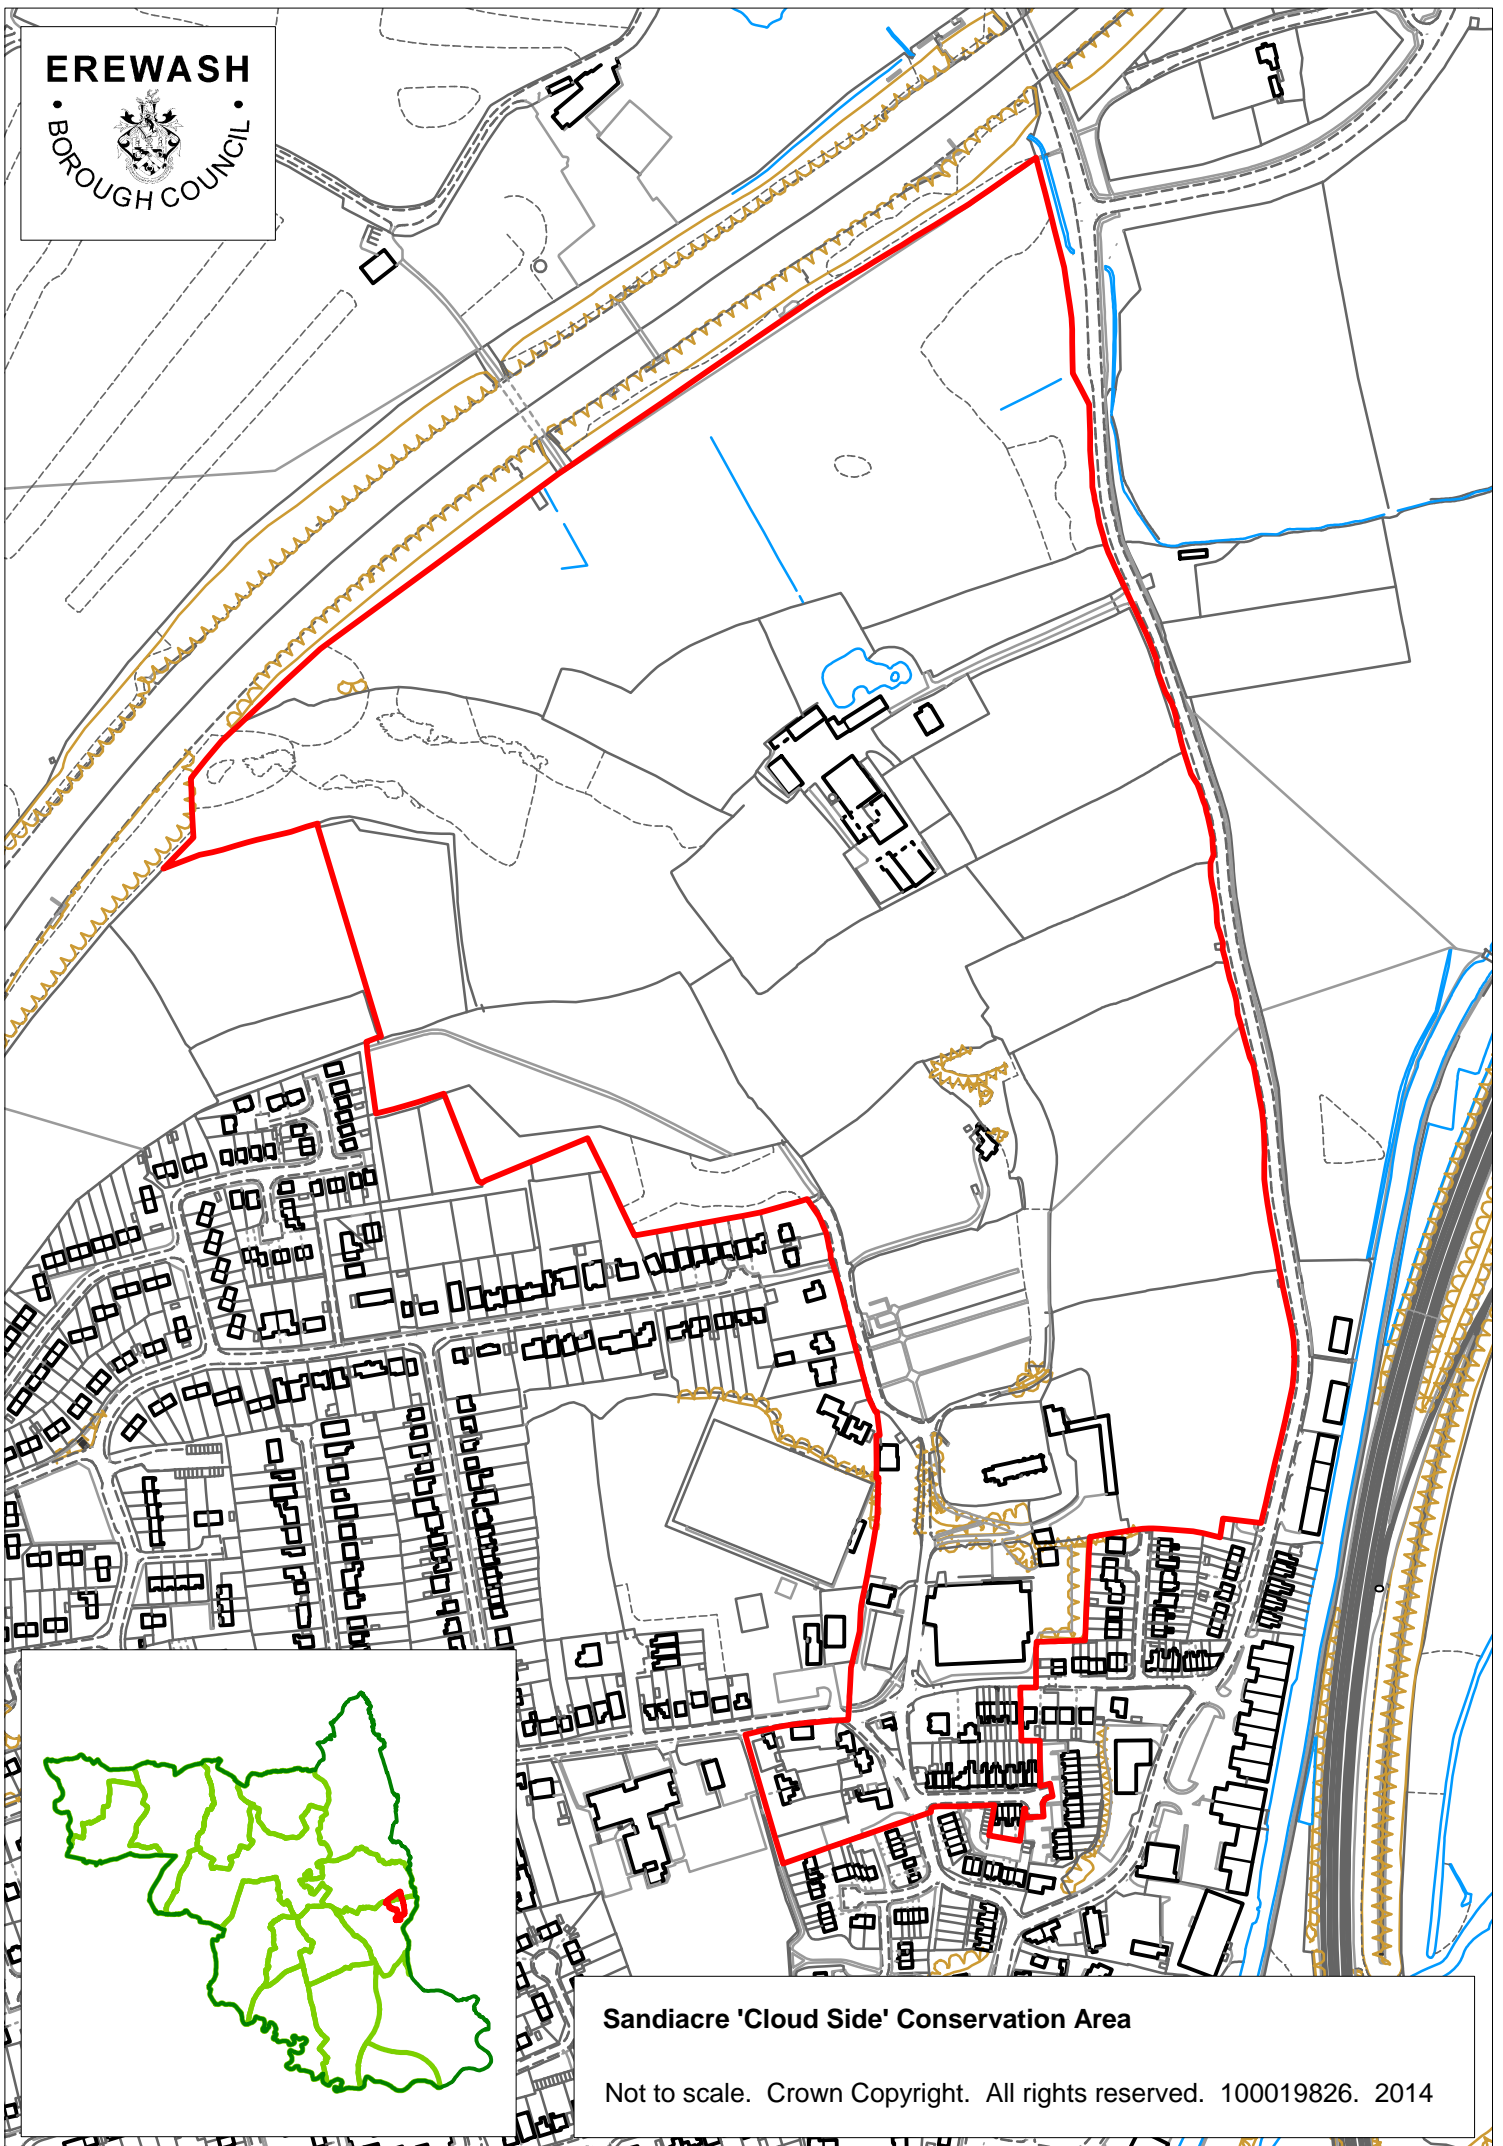 EREWASH
• BOROUGH COUNCIL •
Sandiacre 'Cloud Side' Conservation Area
Not to scale. Crown Copyright. All rights reserved. 100019826. 2014